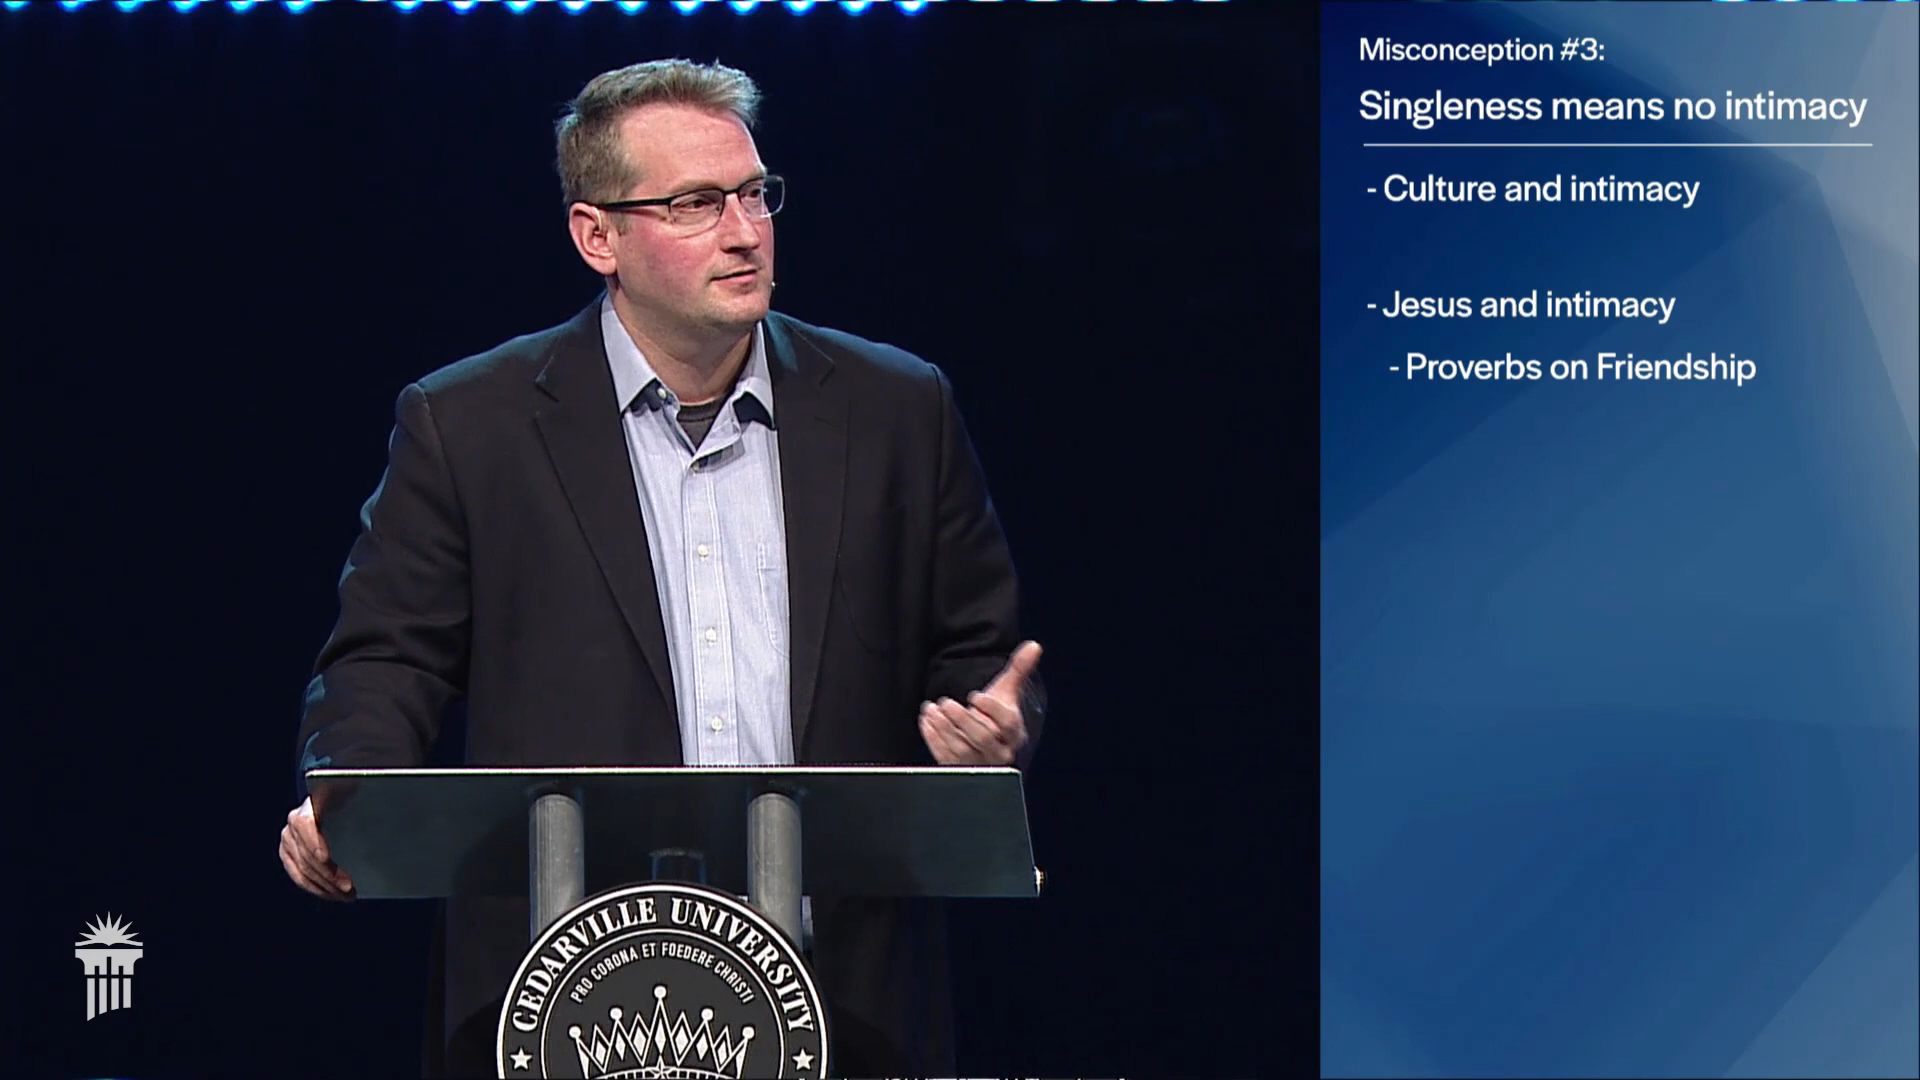 Misconception #3:
Singleness means no intimacy
- Culture and intimacy
- Jesus and intimacy
- Proverbs on Friendship
CEDARVILLE UNIVERSITY
PRO CORONA ET FOEDERE CHRISTI